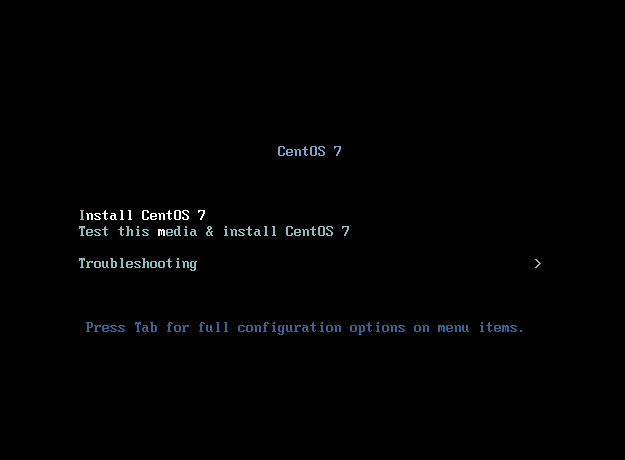 CentOS 7
Install CentOS 7
Test this media & install CentOS 7
Troubleshooting >
Press Tab for full configuration options on menu items.